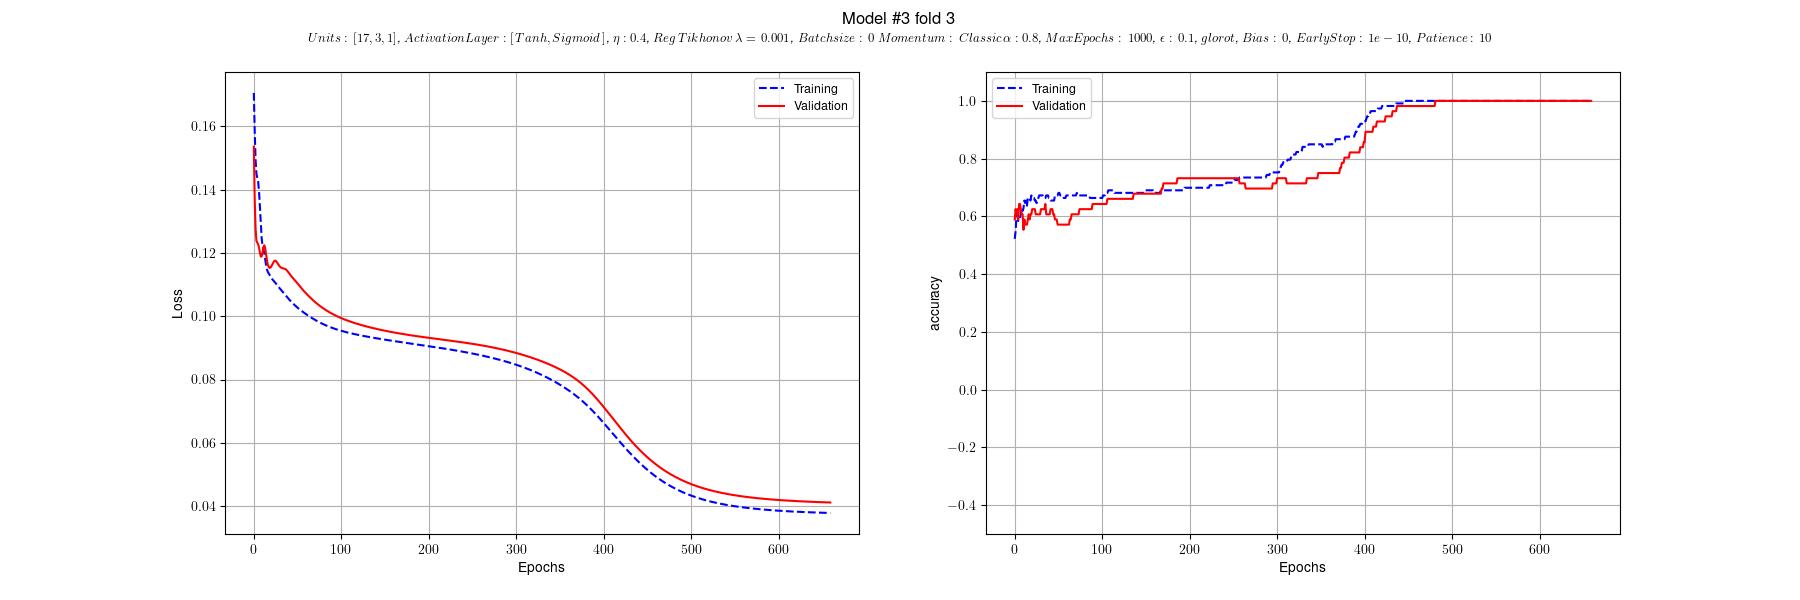 Model #3 fold 3
Units : [17, 3, 1], ActivationLayer : [Tanh, Sigmoid], η : 0.4, Reg Tikhonov λ = 0.001, Batchsize : 0 Momentum : Classicα : 0.8, MaxEpochs : 1000, ϵ : 0.1, glorot, Bias : 0, EarlyStop : 1e − 10, Patience : 10
Training
Validation
0.16
0.14
0.12
0.10
0.08
0.06
0.04
Loss
0 100 200 300 400 500 600
Epochs
Training
Validation
1.0
0.8
0.6
0.4
0.2
0.0
−0.2
−0.4
accuracy
0 100 200 300 400 500 600
Epochs